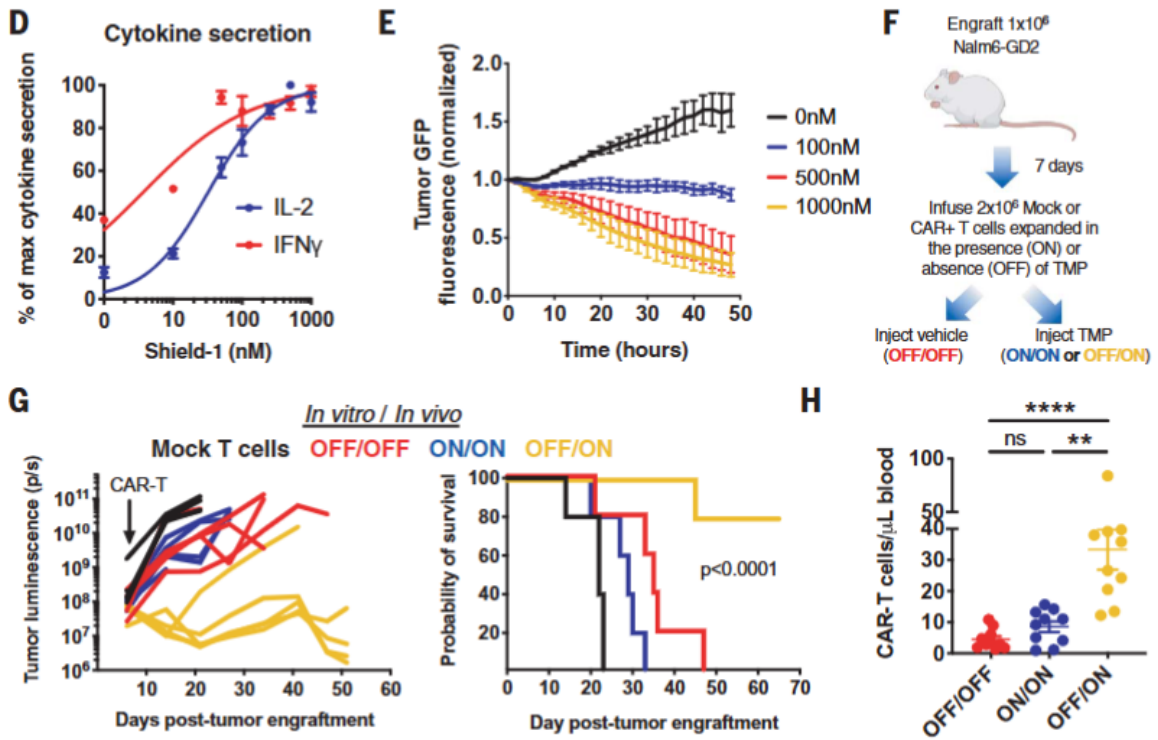 D
Cytokine secretion
% of max cytokine secretion
100
80
60
40
20
0
IL-2
IFNγ
0 10 100 1000
Shield-1 (nM)
E
Tumor GFP
fluorescence (normalized)
2.0
1.5
1.0
0.5
0.0
0 10 20 30 40 50
Time (hours)
0nM
100nM
500nM
1000nM
F
Engraft 1x10⁶
Nalm6-GD2
7 days
Infuse 2x10⁶ Mock or
CAR+ T cells expanded in
the presence (ON) or
absence (OFF) of TMP
Inject vehicle
(OFF/OFF)
Inject TMP
(ON/ON or OFF/ON)
G
In vitro / In vivo
Mock T cells OFF/OFF ON/ON OFF/ON
Tumor luminescence (p/s)
CAR-T
10¹¹
10¹⁰
10⁹
10⁸
10⁷
10⁶
10 20 30 40 50 60
Days post-tumor engraftment
Probability of survival
100
80
60
40
20
p<0.0001
0 10 20 30 40 50 60 70
Day post-tumor engraftment
H
****
ns **
CAR-T cells/μL blood
100
50
40
30
20
10
0
OFF/OFF
ON/ON
OFF/ON